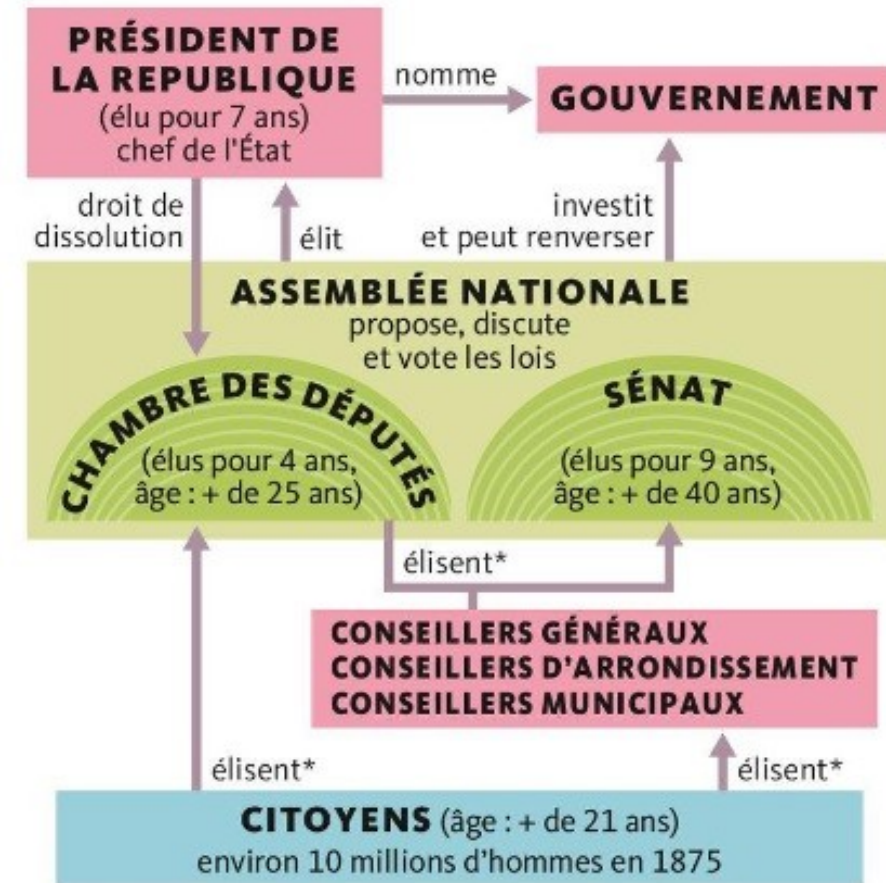 PRÉSIDENT DE
LA REPUBLIQUE
(élu pour 7 ans)
chef de l'État
nomme
GOUVERNEMENT
droit de
dissolution
élit
investit
et peut renverser
ASSEMBLÉE NATIONALE
propose, discute
et vote les lois
CHAMBRE DES DÉPUTÉS
(élus pour 4 ans,
âge : + de 25 ans)
SÉNAT
(élus pour 9 ans,
âge : + de 40 ans)
élisent*
CONSEILLERS GÉNÉRAUX
CONSEILLERS D'ARRONDISSEMENT
CONSEILLERS MUNICIPAUX
élisent*
élisent*
CITOYENS (âge : + de 21 ans)
environ 10 millions d'hommes en 1875